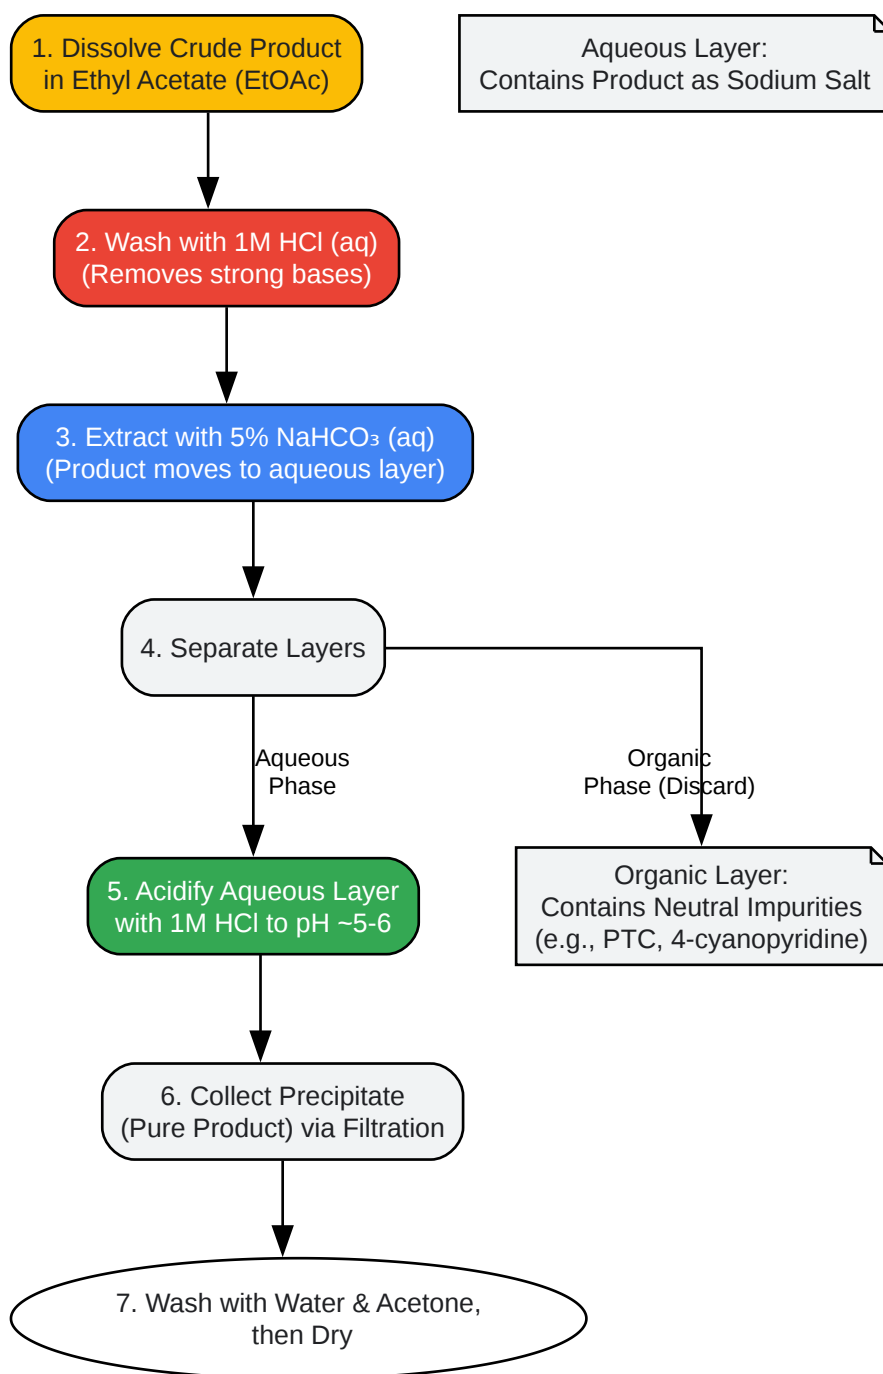 1. Dissolve Crude Product
in Ethyl Acetate (EtOAc)
Aqueous Layer:
Contains Product as Sodium Salt
2. Wash with 1M HCl (aq)
(Removes strong bases)
3. Extract with 5% NaHCO₃ (aq)
(Product moves to aqueous layer)
4. Separate Layers
Aqueous
Phase
Organic
Phase (Discard)
5. Acidify Aqueous Layer
with 1M HCl to pH ~5-6
Organic Layer:
Contains Neutral Impurities
(e.g., PTC, 4-cyanopyridine)
6. Collect Precipitate
(Pure Product) via Filtration
7. Wash with Water & Acetone,
then Dry